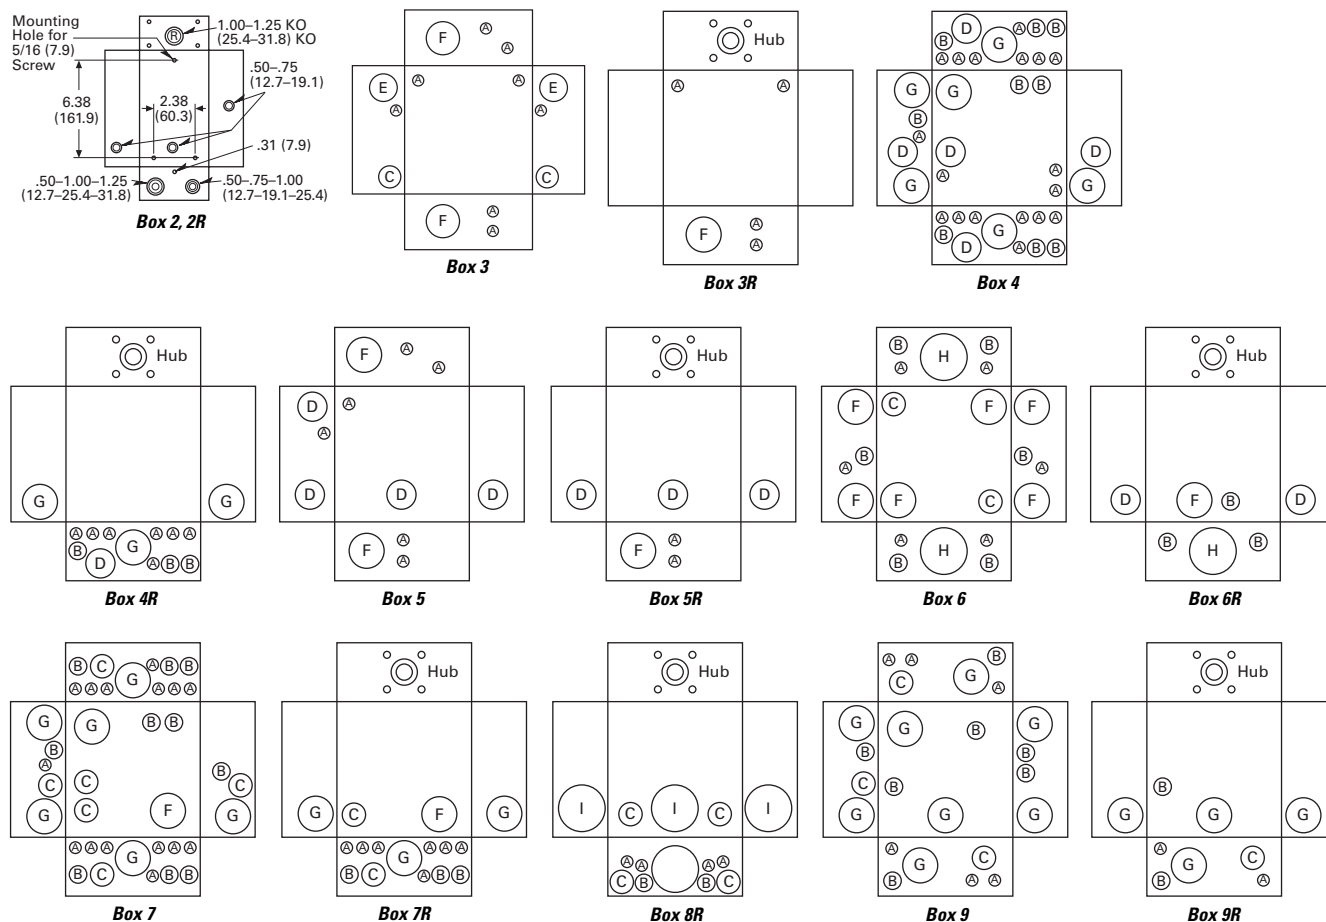 Mounting
Hole for
5/16 (7.9)
Screw
R
1.00–1.25 KO
(25.4–31.8) KO
.50–.75
(12.7–19.1)
6.38
(161.9)
2.38
(60.3)
.31 (7.9)
.50–1.00–1.25
(12.7–25.4–31.8)
.50–.75–1.00
(12.7–19.1–25.4)
Box 2, 2R
F A A
E A A E
A A
C C
F A A
Box 3
Hub
A A
F A A
Box 3R
D G A B B
B
A A A A A A
G G B B
B
A
D D D
A A
G A G
A A A G A A A
B D A B B
Box 4
Hub
G G
A A A G A A A
B D A B B
Box 4R
F A A
D A
A
D D D
F A A
Box 5
Hub
D D D
F A A
Box 5R
B H B
A A
F C F F
B B
A A
F F C F
A H A
B B
Box 6
Hub
D F B D
B H B
Box 6R
B C G A B B
A A A A A A
G G B B
B
A B
C C C
C
G F G
A A A G A A A
B C A B B
Box 7
Hub
G C F G
A A A G A A A
B C A B B
Box 7R
Hub
I C I C I
A A A A
C B B C
Box 8R
A A G B
C A
G G B G
B B
B
C B
G G G
A G C
B A A
Box 9
Hub
B
G G G
A G C
B A
Box 9R